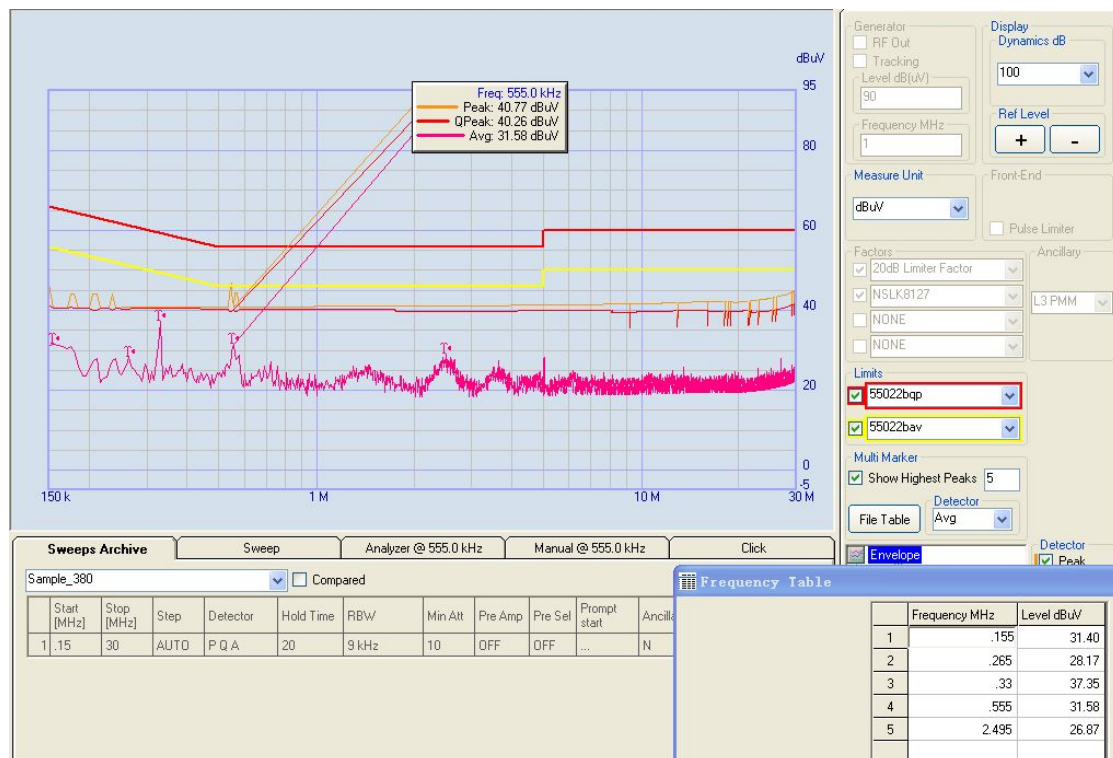 dBuV
95
80
60
40
20
0
-5
150 k
1 M
10 M
30 M
Freq: 555.0 kHz
Peak: 40.77 dBuV
QPeak: 40.26 dBuV
Avg: 31.58 dBuV
Generator
RF Out
Tracking
Level dB(uV)
90
Frequency MHz
1
Display
Dynamics dB
100
Ref Level
+ -
Measure Unit
dBuV
Front-End
Pulse Limiter
Factors
20dB Limiter Factor
NSLK8127
NONE
NONE
Ancillary
L3 PMM
Limits
55022bqp
55022bav
Multi Marker
Show Highest Peaks 5
File Table
Detector
Avg
Envelope
Detector
Peak
Sweeps Archive Sweep Analyzer @ 555.0 kHz Manual @ 555.0 kHz Click
Sample_380 Compared
Start [MHz] Stop [MHz] Step Detector Hold Time RBW Min Att Pre Amp Pre Sel Prompt start Ancilla
1 .15 30 AUTO P Q A 20 9 kHz 10 OFF OFF ... N
Frequency Table
Frequency MHz Level dBuV
1 .155 31.40
2 .265 28.17
3 .33 37.35
4 .555 31.58
5 2.495 26.87